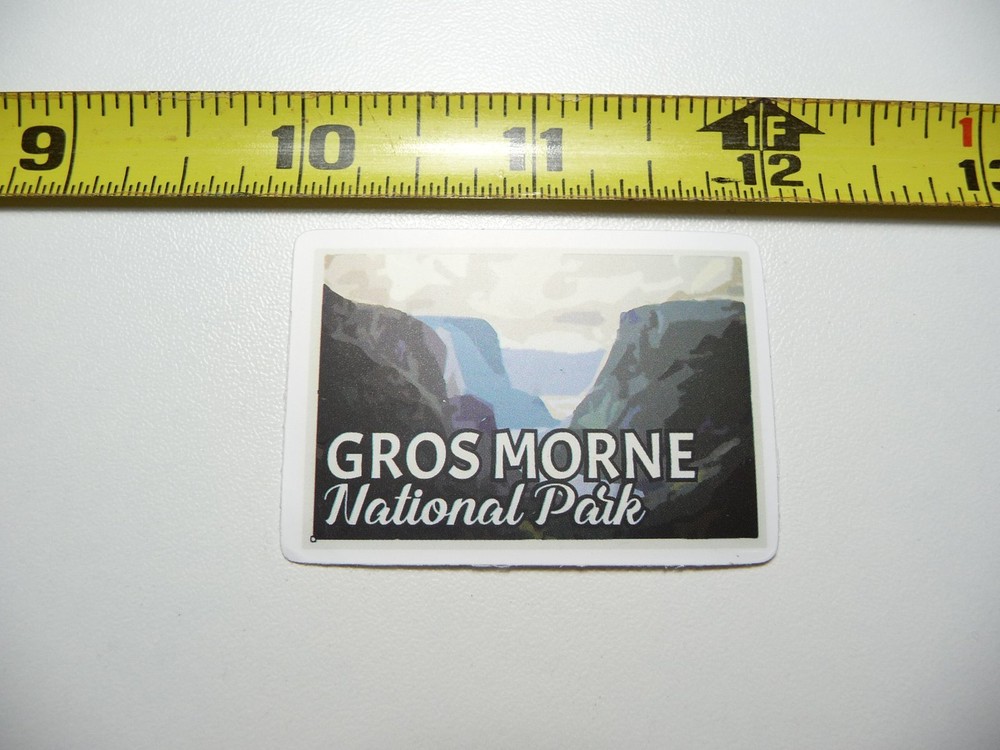 9 10 11 1F 12 1
GROS MORNE
National Park